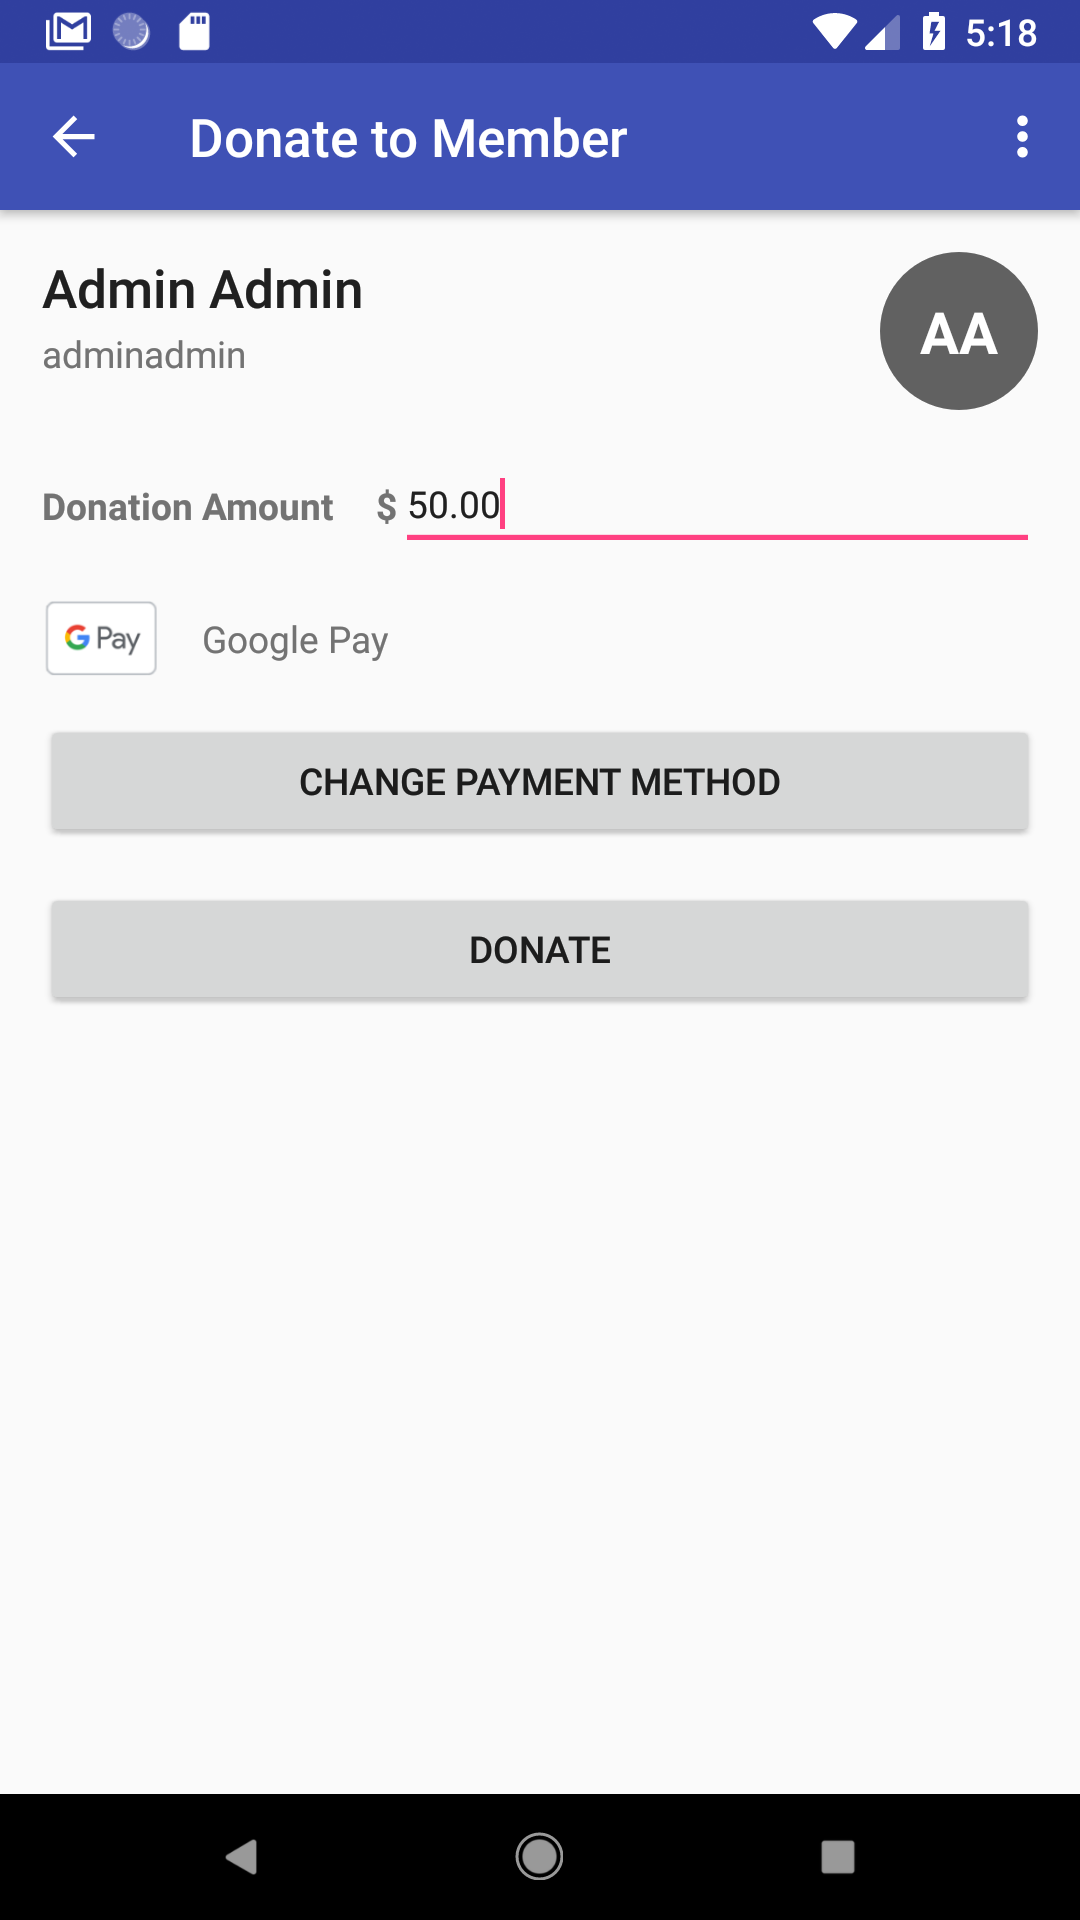 5:18
Donate to Member
Admin Admin
AA
adminadmin
Donation Amount $ 50.00
G Pay Google Pay
CHANGE PAYMENT METHOD
DONATE